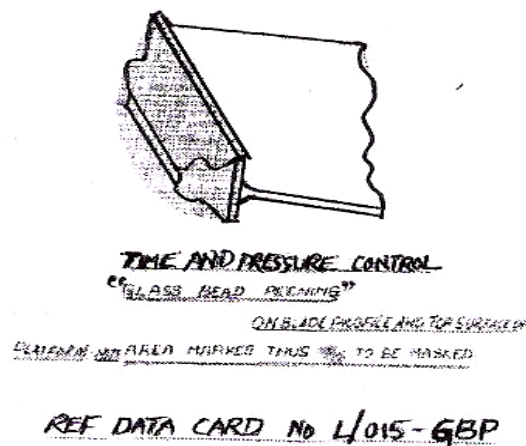 TIME AND PRESSURE CONTROL
"GLASS BEAD PEENING"
ON BLADE PROFILE AND TOP SURFACE OF
PLATFORM AREA MARKED THUS TO BE MASKED
REF DATA CARD No L/015-GBP